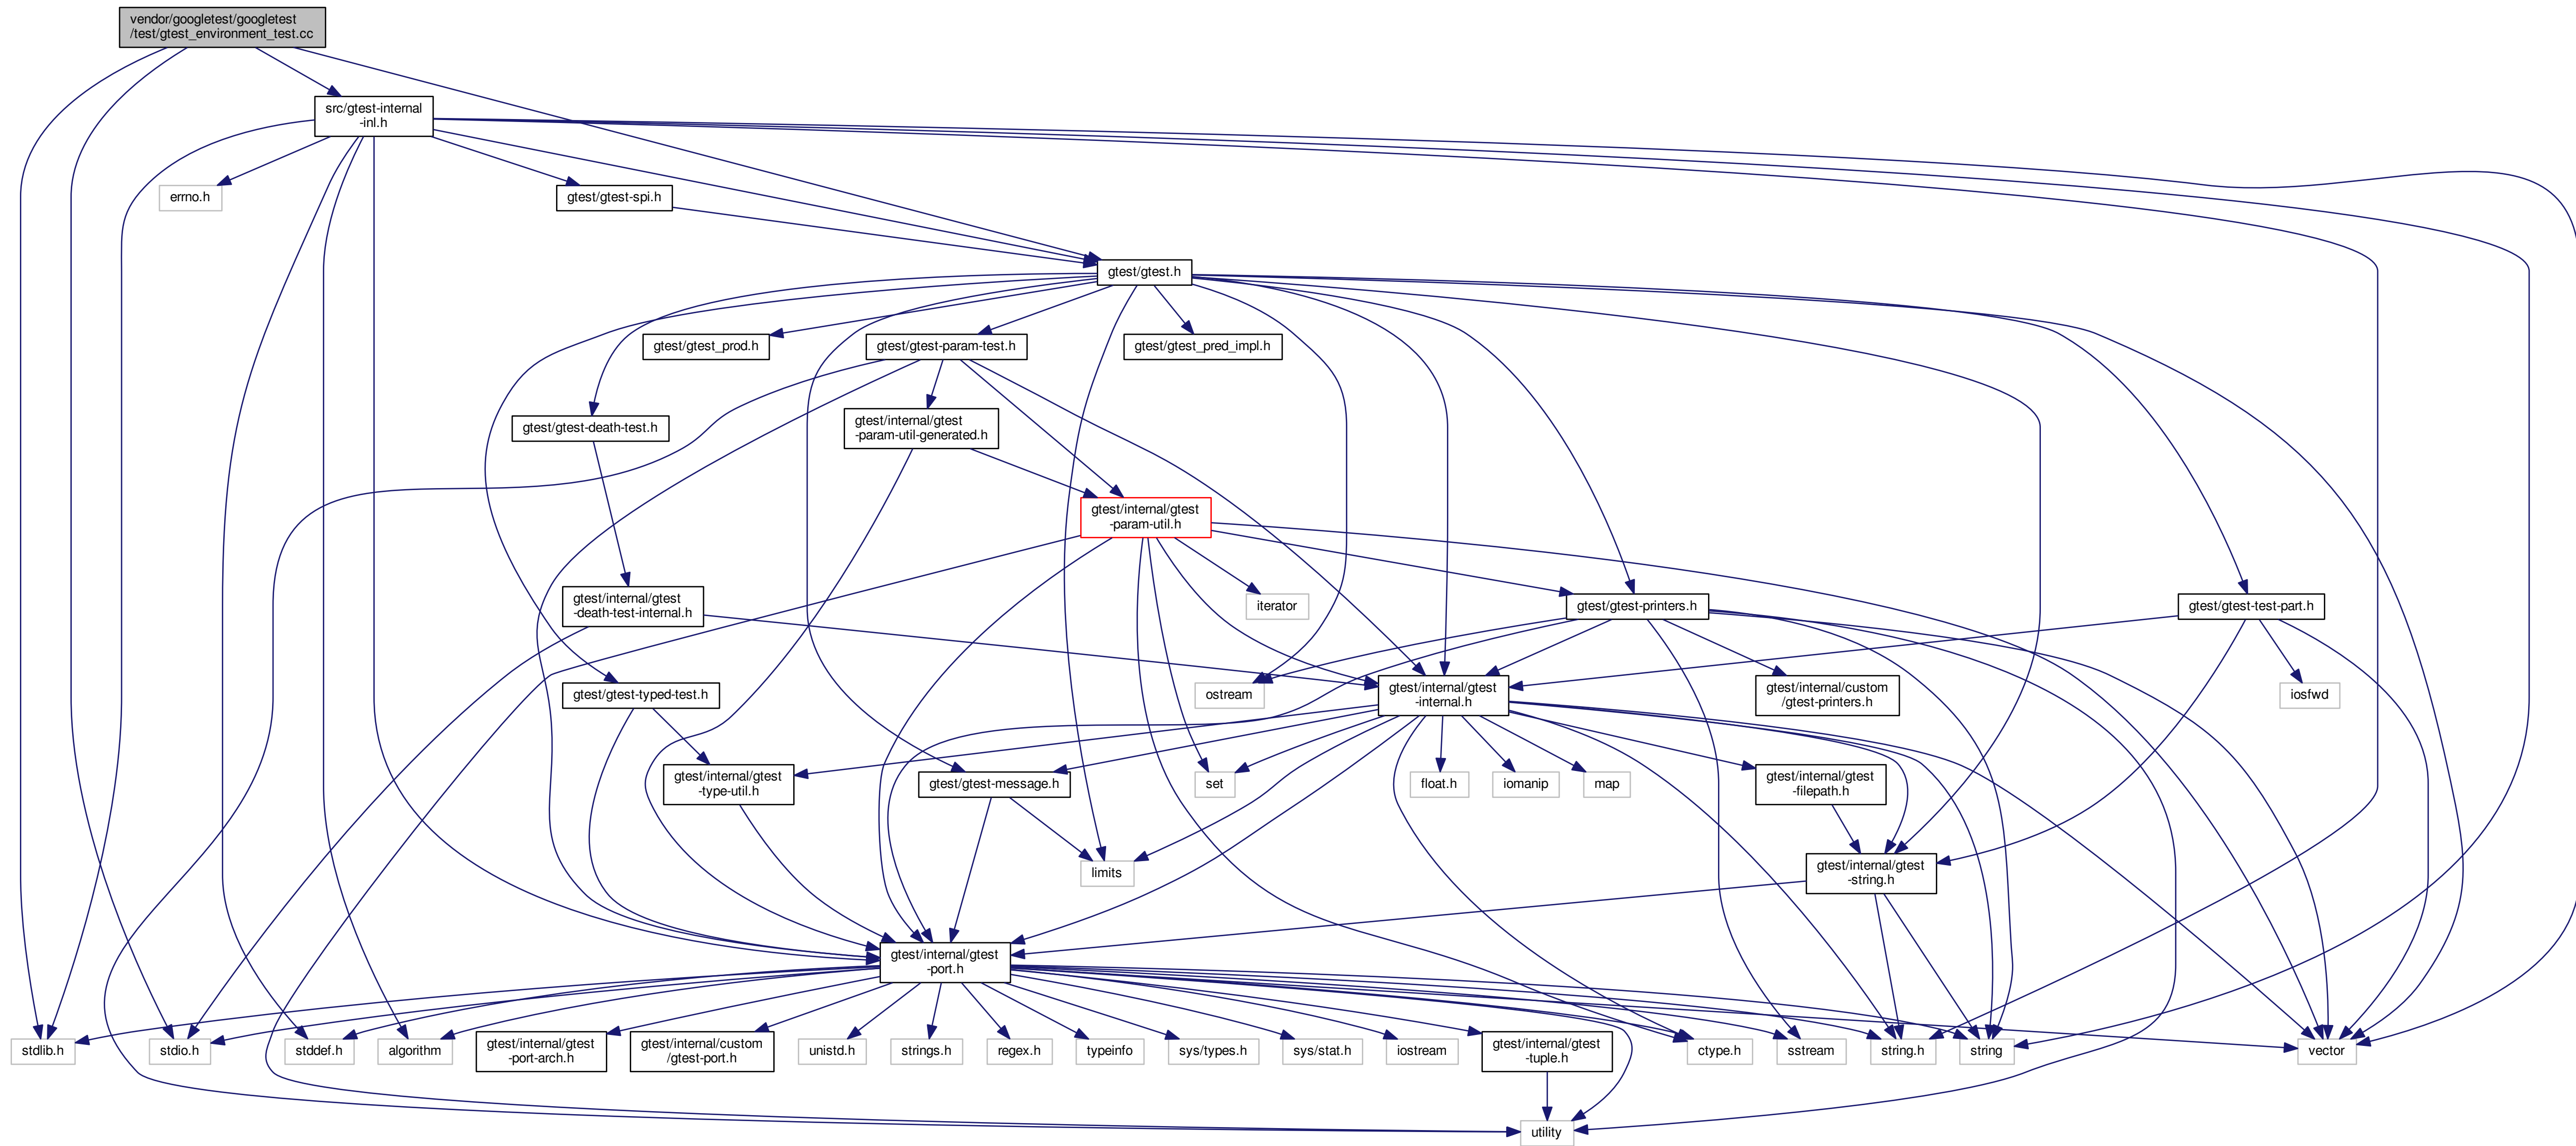 vendor/googletest/googletest
/test/gtest_environment_test.cc
src/gtest-internal
-inl.h
errno.h
gtest/gtest-spi.h
gtest/gtest.h
gtest/gtest_prod.h
gtest/gtest-param-test.h
gtest/gtest_pred_impl.h
gtest/gtest-death-test.h
gtest/internal/gtest
-param-util-generated.h
gtest/internal/gtest
-param-util.h
gtest/internal/gtest
-death-test-internal.h
iterator
gtest/gtest-printers.h
gtest/gtest-test-part.h
gtest/gtest-typed-test.h
ostream
gtest/internal/gtest
-internal.h
gtest/internal/custom
/gtest-printers.h
iosfwd
gtest/internal/gtest
-type-util.h
gtest/gtest-message.h
set
float.h
iomanip
map
gtest/internal/gtest
-filepath.h
limits
gtest/internal/gtest
-string.h
gtest/internal/gtest
-port.h
stdlib.h
stdio.h
stddef.h
algorithm
gtest/internal/gtest
-port-arch.h
gtest/internal/custom
/gtest-port.h
unistd.h
strings.h
regex.h
typeinfo
sys/types.h
sys/stat.h
iostream
gtest/internal/gtest
-tuple.h
ctype.h
sstream
string.h
string
vector
utility